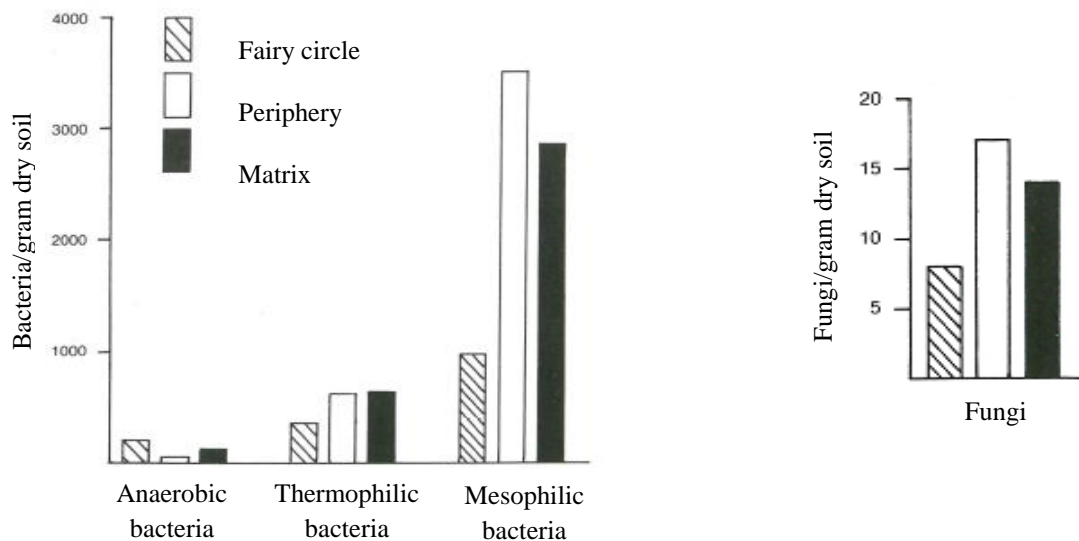 4000
3000
2000
1000
Bacteria/gram dry soil
Fairy circle
Periphery
Matrix
Anaerobic
bacteria
Thermophilic
bacteria
Mesophilic
bacteria
20
15
10
5
Fungi/gram dry soil
Fungi